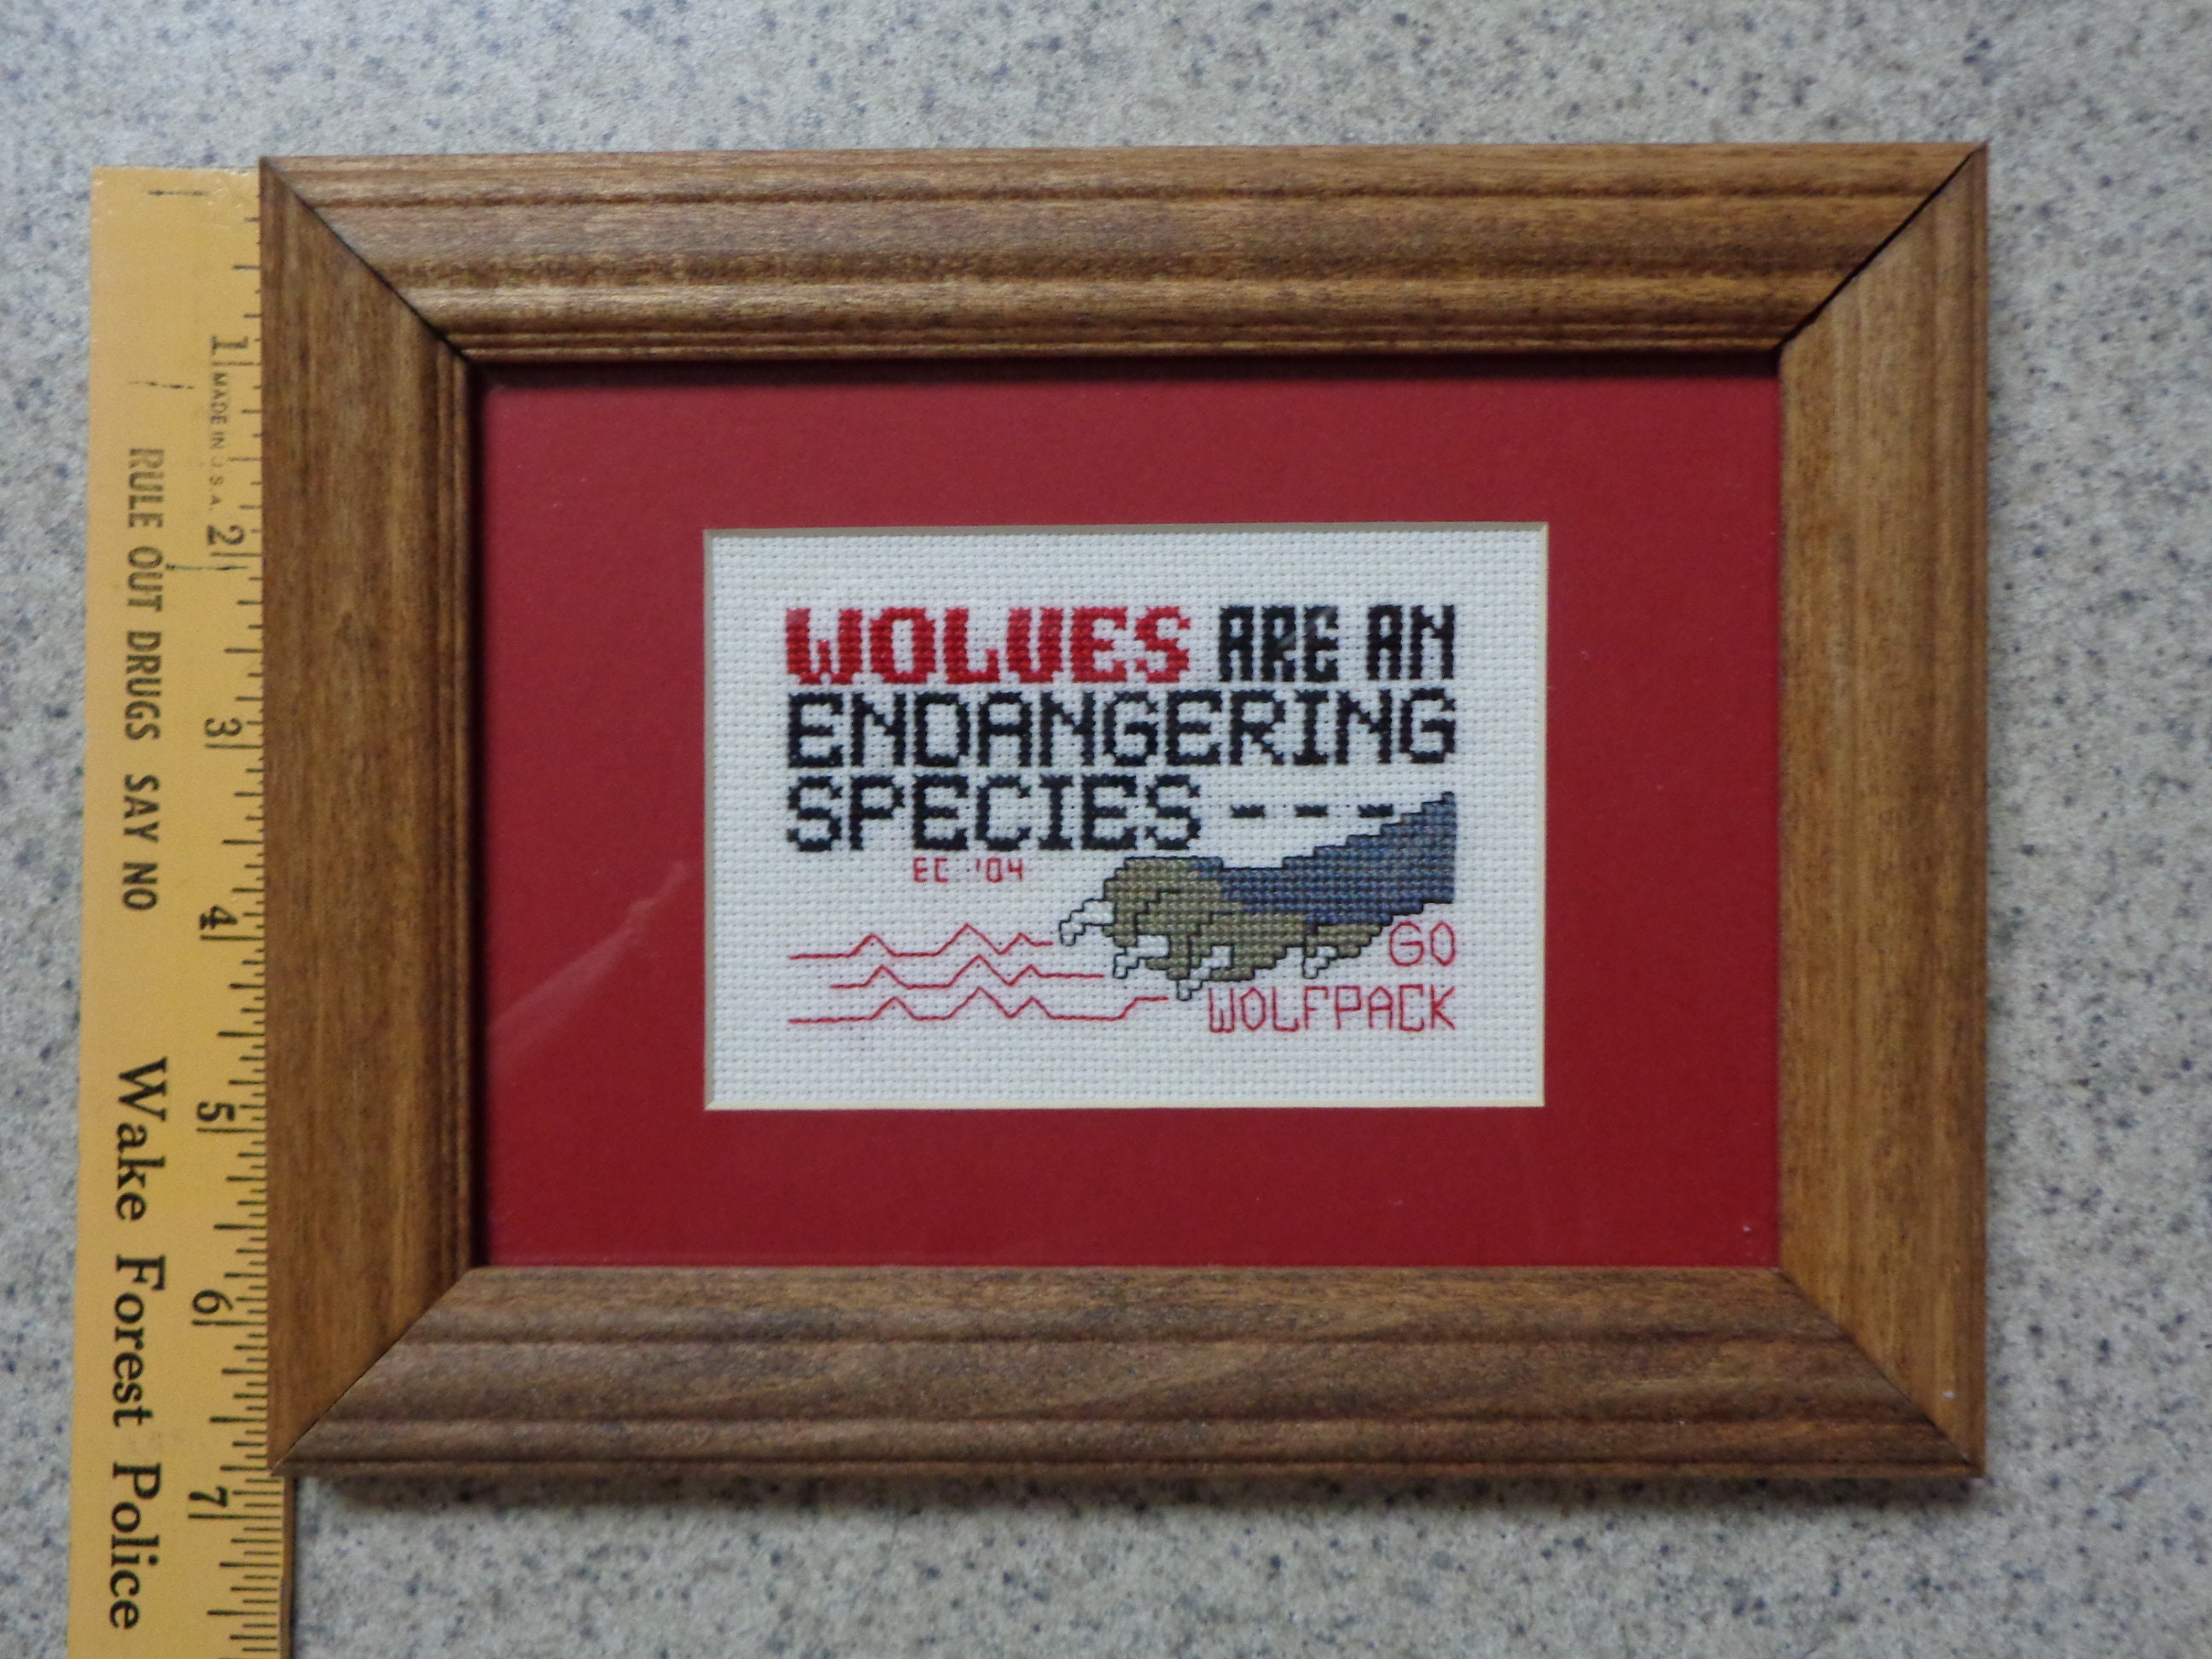 WOLVES ARE AN
ENDANGERING
SPECIES - - -
EC '04
GO
WOLFPACK
1
MADE IN U.S.A.
2
3
4
5
6
7
RULE OUT DRUGS SAY NO
Wake Forest Police